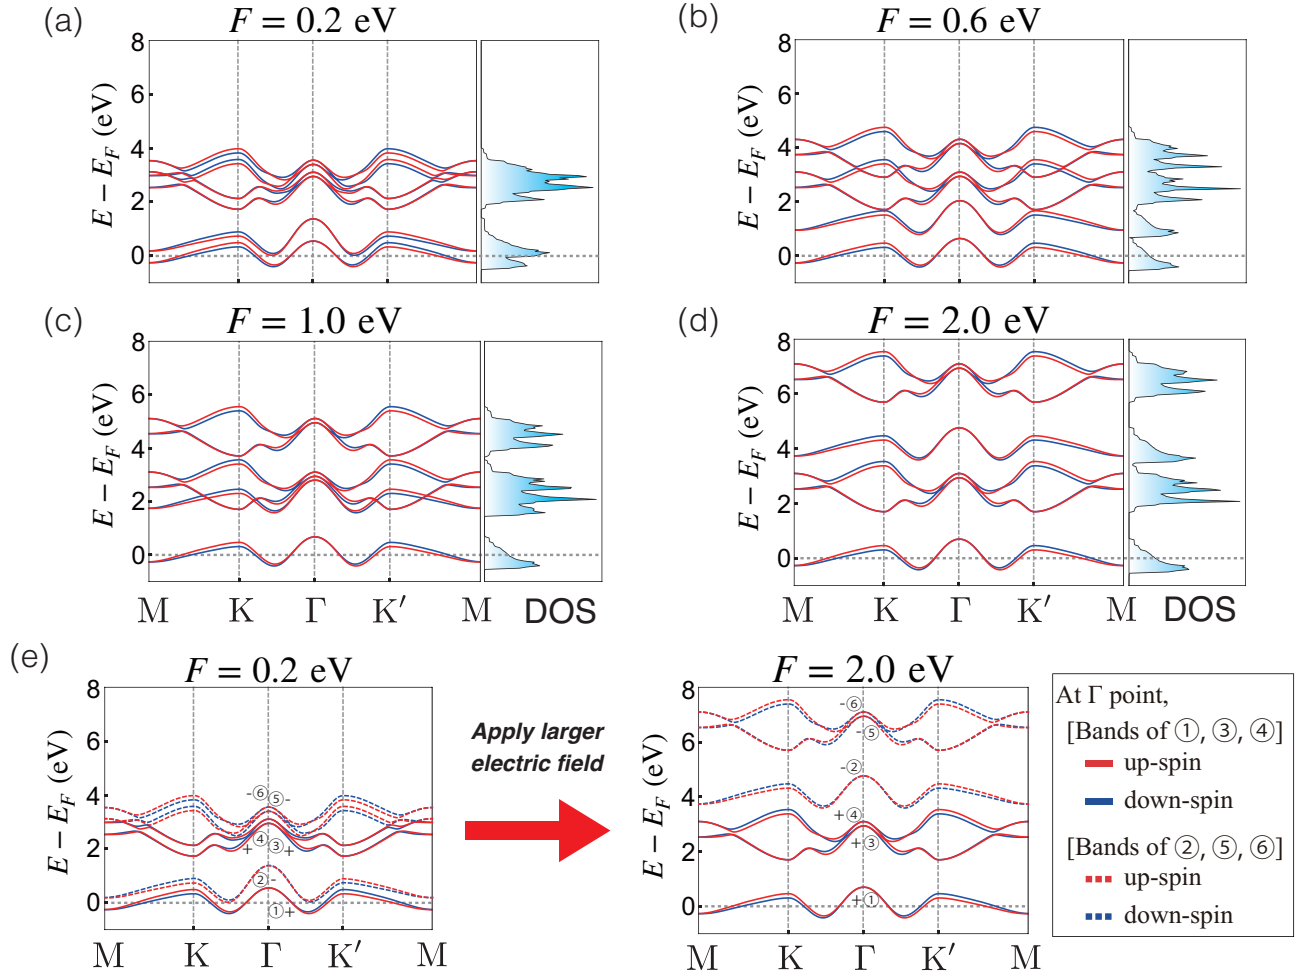 (a)
F = 0.2 eV
8
6
4
2
0
E − E_F (eV)
(b)
F = 0.6 eV
8
6
4
2
0
E − E_F (eV)
(c)
F = 1.0 eV
8
6
4
2
0
E − E_F (eV)
M K Γ K′ M DOS
(d)
F = 2.0 eV
8
6
4
2
0
E − E_F (eV)
M K Γ K′ M DOS
(e)
F = 0.2 eV
8
6
4
2
0
E − E_F (eV)
-⑥ ⑤-
④ ③
+ +
②-
①+
M K Γ K′ M
Apply larger
electric field
F = 2.0 eV
8
6
4
2
0
E − E_F (eV)
-⑥
-⑤
-②
+④
+③
+①
M K Γ K′ M
At Γ point,
[Bands of ①, ③, ④]
up-spin
down-spin
[Bands of ②, ⑤, ⑥]
up-spin
down-spin